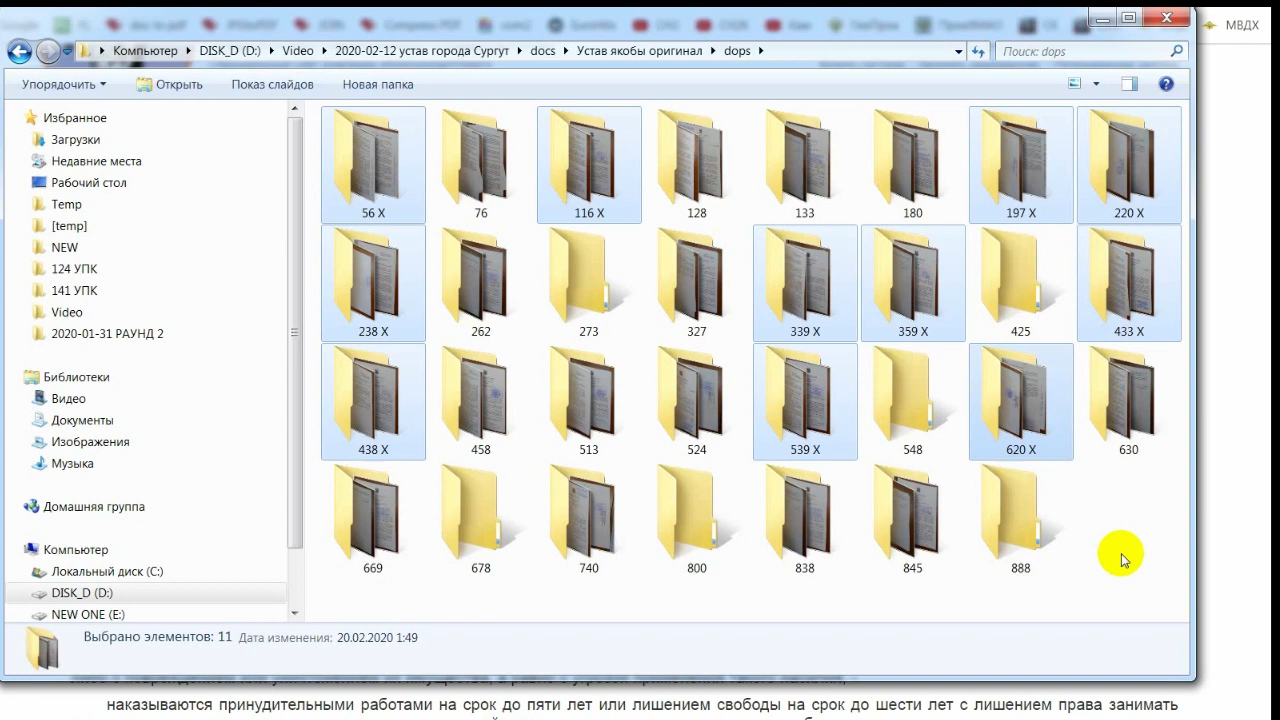 МВДХ
Компьютер DISK_D (D:) Video 2020-02-12 устав города Сургут docs Устав якобы оригинал dops Поиск: dops
Упорядочить Открыть Показ слайдов Новая папка
Избранное
Загрузки
Недавние места
Рабочий стол
Temp
[temp]
NEW
124 УПК
141 УПК
Video
2020-01-31 РАУНД 2
Библиотеки
Видео
Документы
Изображения
Музыка
Домашняя группа
Компьютер
Локальный диск (C:)
DISK_D (D:)
NEW ONE (E:)
56 X 76 116 X 128 133 180 197 X 220 X
238 X 262 273 327 339 X 359 X 425 433 X
438 X 458 513 524 539 X 548 620 X 630
669 678 740 800 838 845 888
Выбрано элементов: 11 Дата изменения: 20.02.2020 1:49
наказываются принудительными работами на срок до пяти лет или лишением свободы на срок до шести лет с лишением права занимать